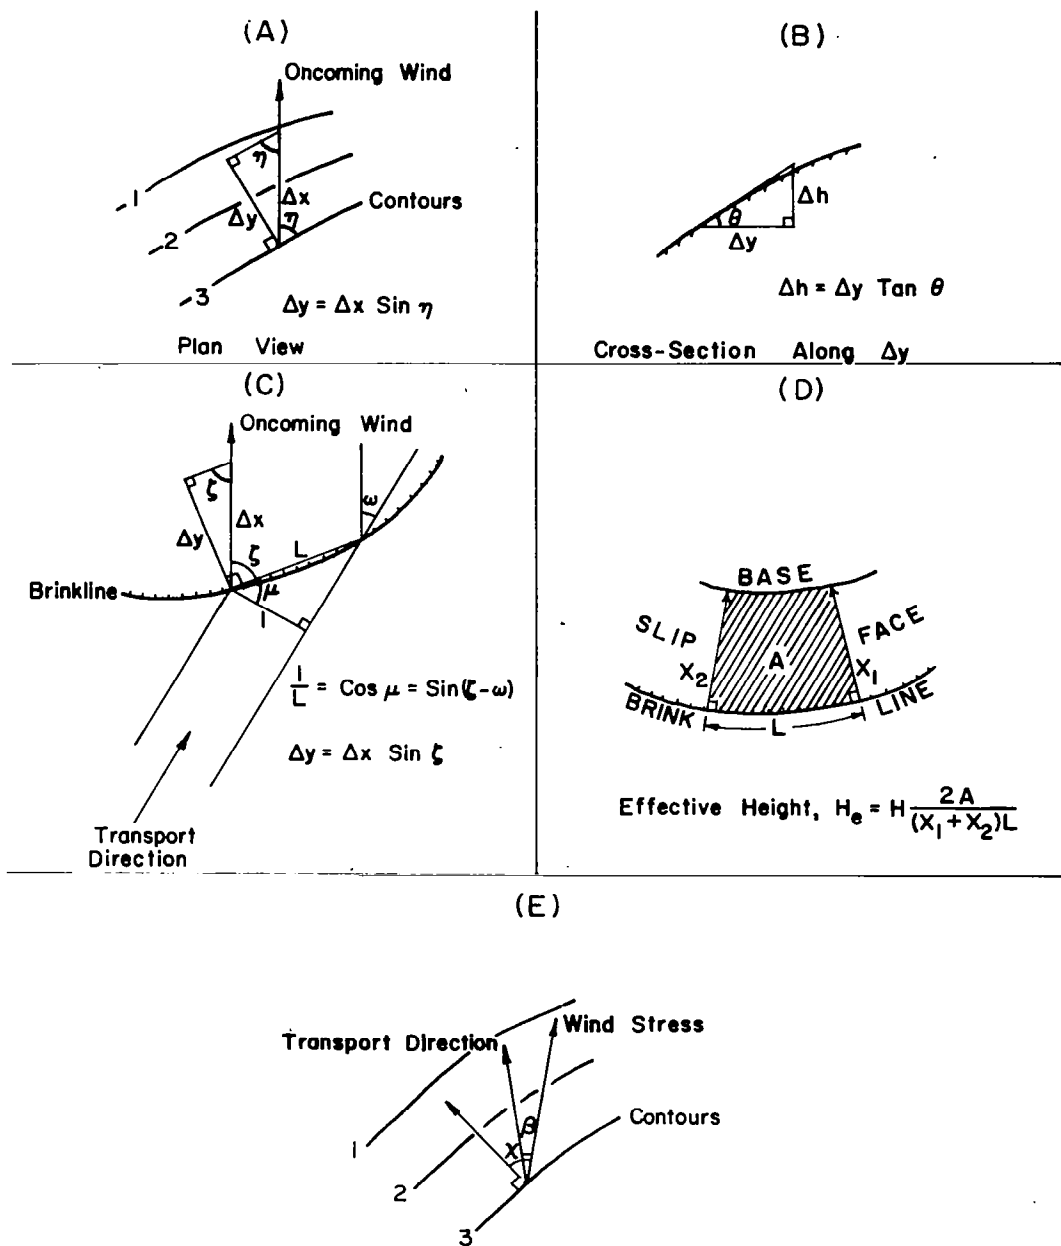 (A)
Oncoming Wind
η
1
Δx
Contours
2
Δy
η
3
Δy = Δx Sin η
Plan View
(B)
Δh
θ
Δy
Δh = Δy Tan θ
Cross-Section Along Δy
(C)
Oncoming Wind
ζ
ω
Δx
Δy
L
ζ
Brinkline
μ
l
l/L = Cos μ = Sin(ζ-ω)
Δy = Δx Sin ζ
Transport
Direction
(D)
BASE
SLIP FACE
X₂ A X₁
BRINK LINE
L
Effective Height, Hₑ = H 2A/(X₁+X₂)L
(E)
Wind Stress
Transport Direction
Contours
β
1
χ
2
3